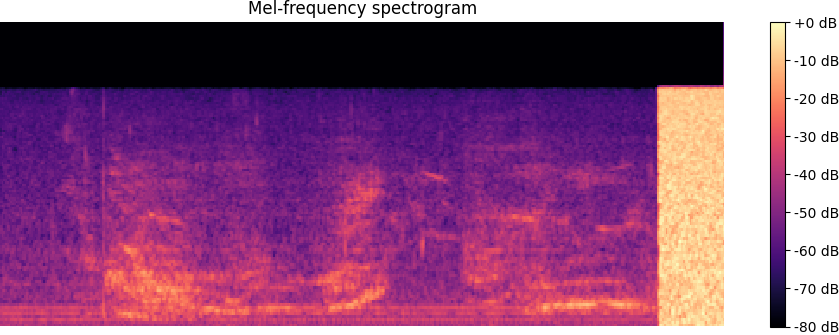 Mel-frequency spectrogram
+0 dB
-10 dB
-20 dB
-30 dB
-40 dB
-50 dB
-60 dB
-70 dB
-80 dB